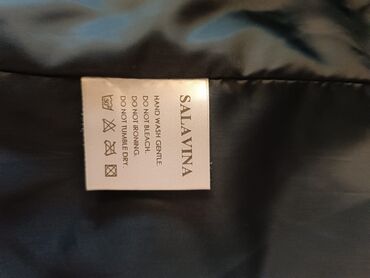 SALAVINA
HAND WASH GENTLE.
DO NOT BLEACH.
DO NOT IRONING.
DO NOT TUMBLE DRY.